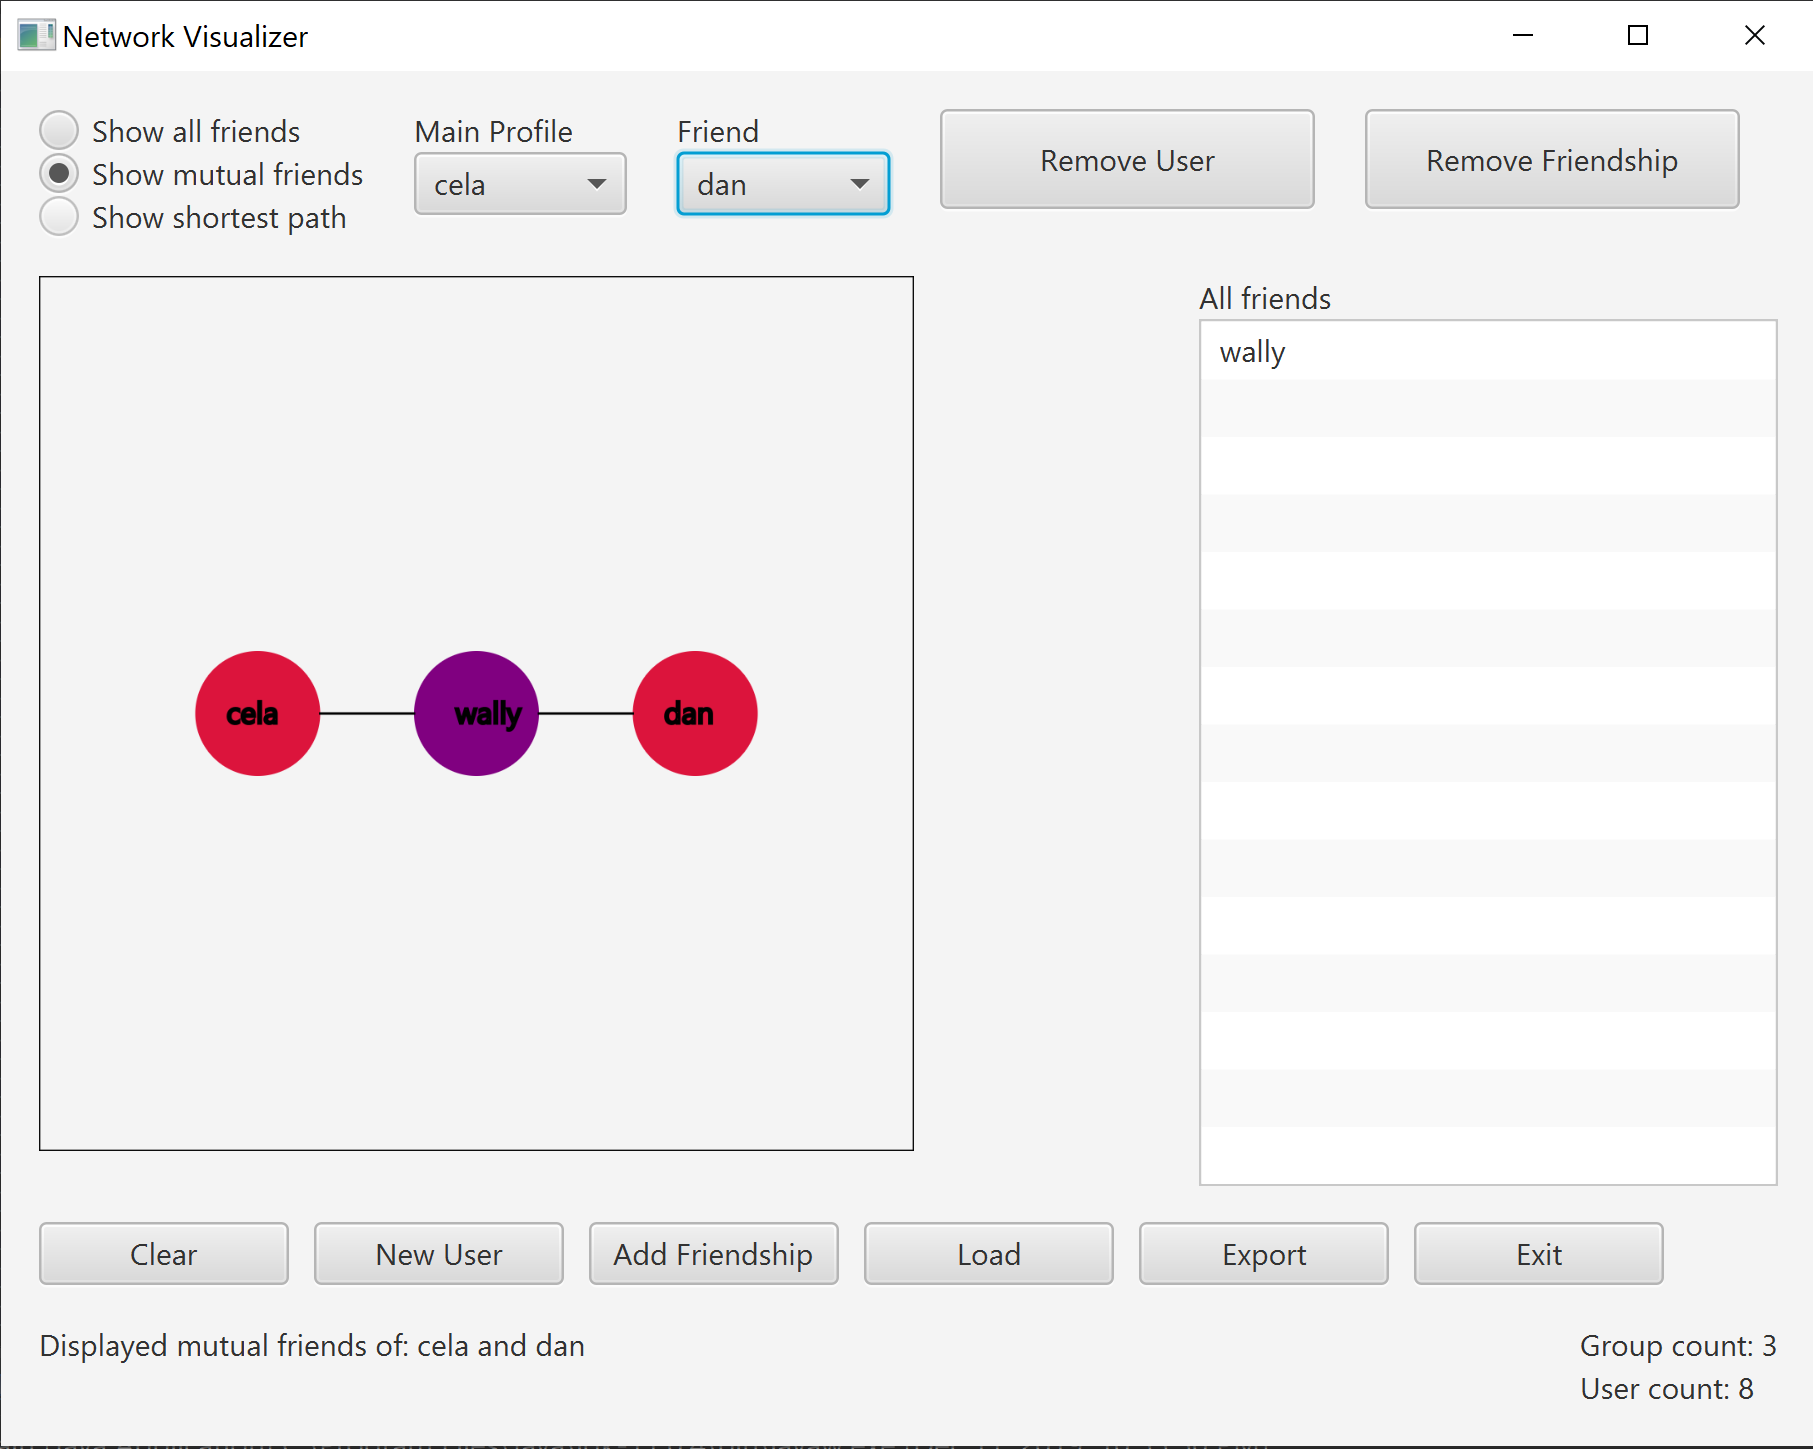 Network Visualizer
Show all friends
Show mutual friends
Show shortest path
Main Profile
cela
Friend
dan
Remove User
Remove Friendship
All friends
wally
cela
wally
dan
Clear
New User
Add Friendship
Load
Export
Exit
Displayed mutual friends of: cela and dan
Group count: 3
User count: 8